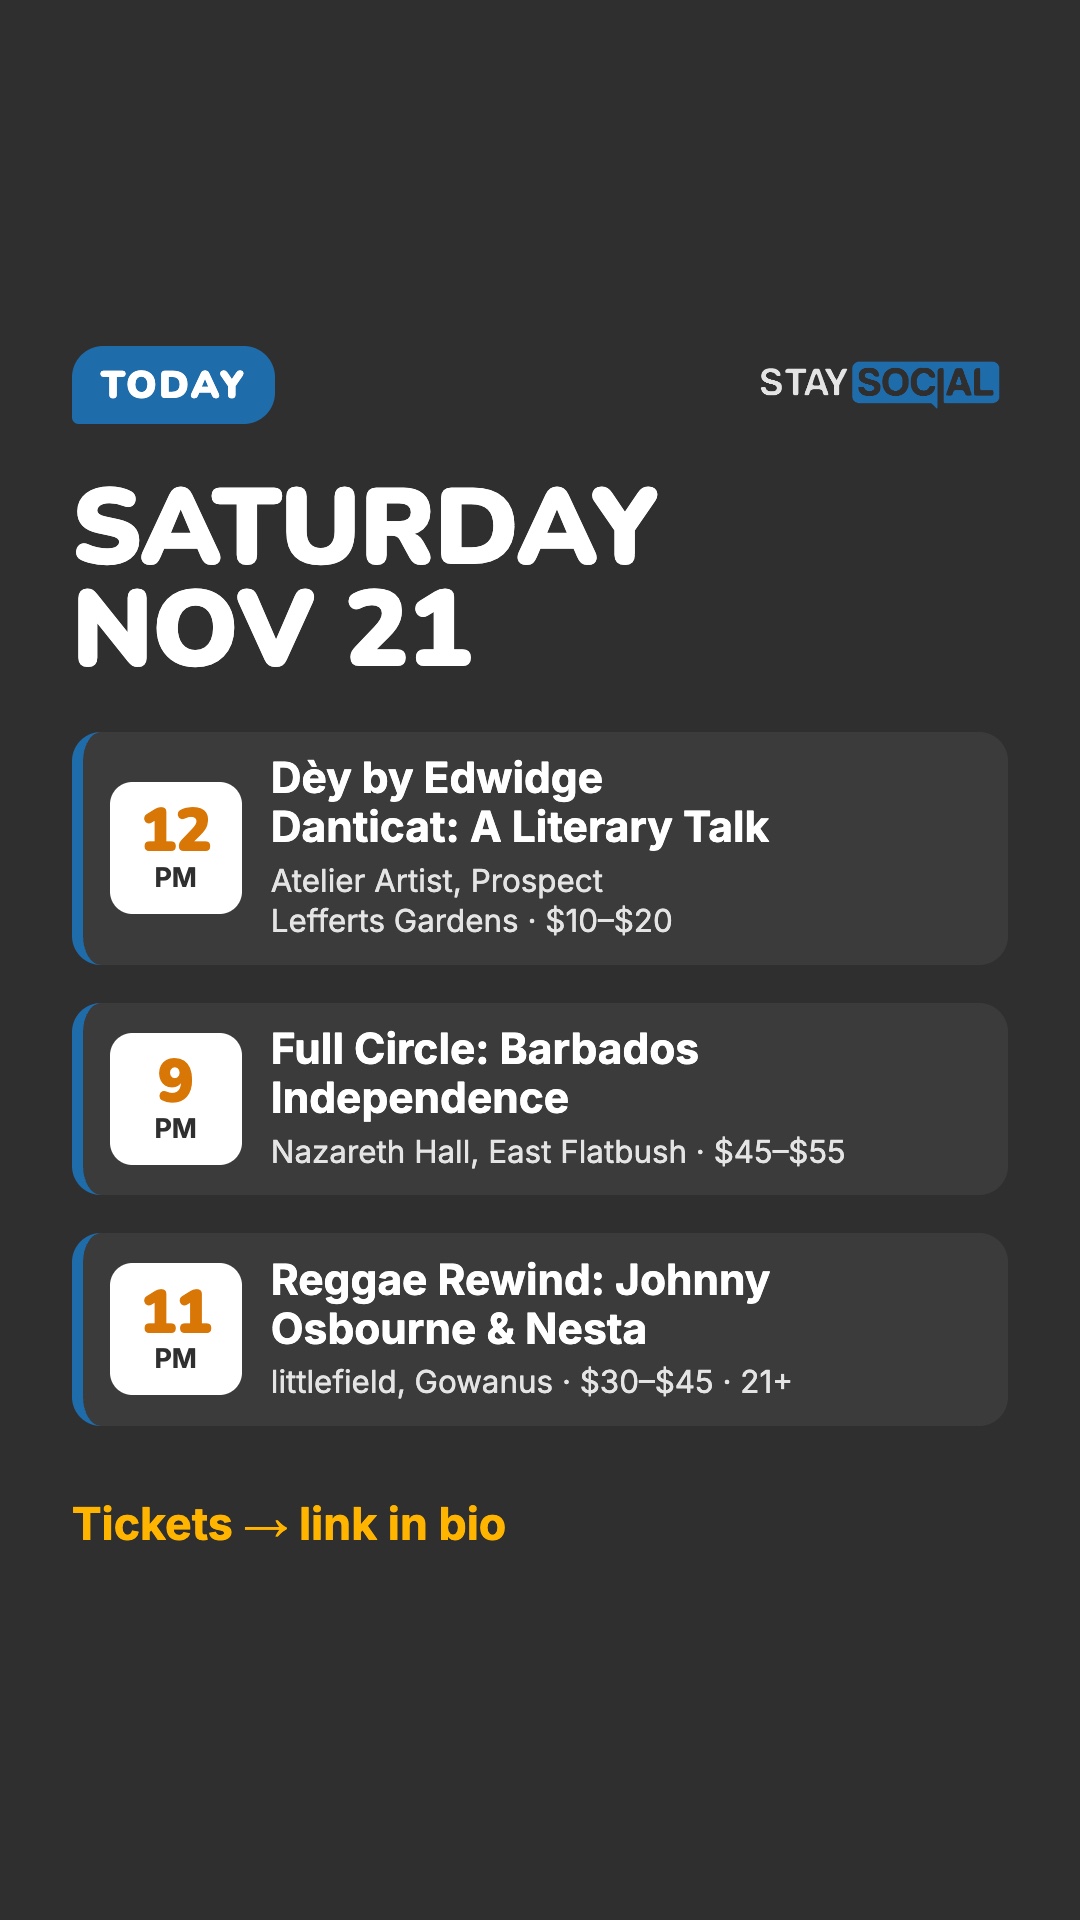 TODAY
STAY SOCIAL
SATURDAY
NOV 21
12
PM
Dèy by Edwidge
Danticat: A Literary Talk
Atelier Artist, Prospect
Lefferts Gardens · $10–$20
9
PM
Full Circle: Barbados
Independence
Nazareth Hall, East Flatbush · $45–$55
11
PM
Reggae Rewind: Johnny
Osbourne & Nesta
littlefield, Gowanus · $30–$45 · 21+
Tickets → link in bio